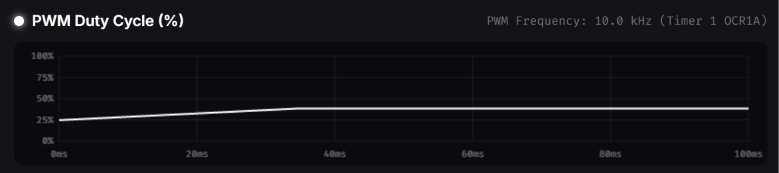 PWM Duty Cycle (%)
PWM Frequency: 10.0 kHz (Timer 1 OCR1A)
100%
75%
50%
25%
0%
0ms 20ms 40ms 60ms 80ms 100ms